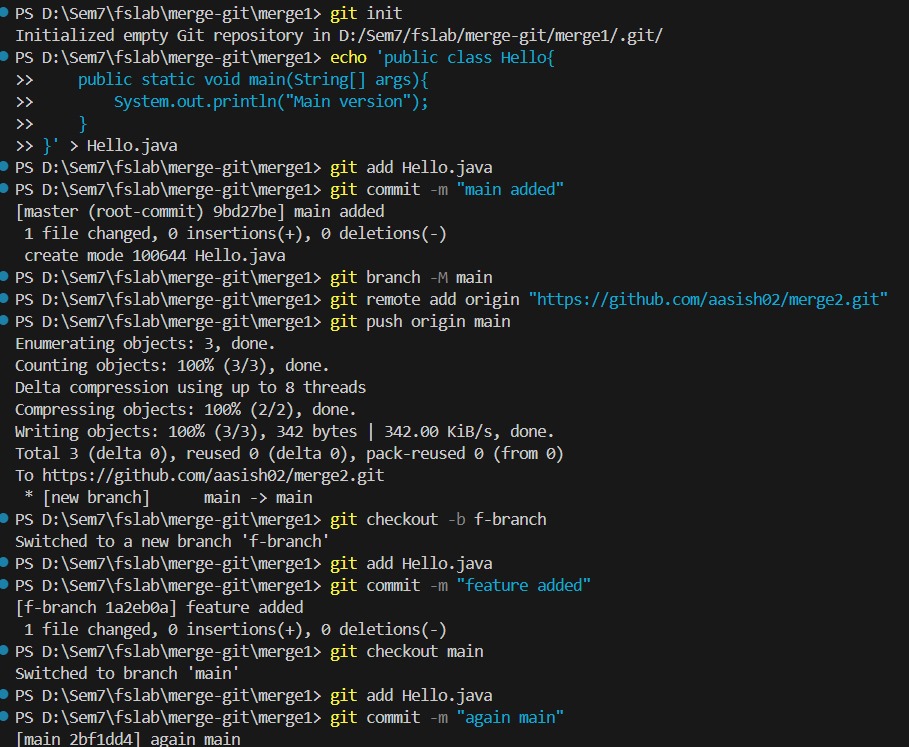 PS D:\Sem7\fslab\merge-git\merge1> git init
Initialized empty Git repository in D:/Sem7/fslab/merge-git/merge1/.git/
PS D:\Sem7\fslab\merge-git\merge1> echo 'public class Hello{
>>     public static void main(String[] args){
>>         System.out.println("Main version");
>>     }
>> }' > Hello.java
PS D:\Sem7\fslab\merge-git\merge1> git add Hello.java
PS D:\Sem7\fslab\merge-git\merge1> git commit -m "main added"
[master (root-commit) 9bd27be] main added
 1 file changed, 0 insertions(+), 0 deletions(-)
 create mode 100644 Hello.java
PS D:\Sem7\fslab\merge-git\merge1> git branch -M main
PS D:\Sem7\fslab\merge-git\merge1> git remote add origin "https://github.com/aasish02/merge2.git"
PS D:\Sem7\fslab\merge-git\merge1> git push origin main
Enumerating objects: 3, done.
Counting objects: 100% (3/3), done.
Delta compression using up to 8 threads
Compressing objects: 100% (2/2), done.
Writing objects: 100% (3/3), 342 bytes | 342.00 KiB/s, done.
Total 3 (delta 0), reused 0 (delta 0), pack-reused 0 (from 0)
To https://github.com/aasish02/merge2.git
 * [new branch]      main -> main
PS D:\Sem7\fslab\merge-git\merge1> git checkout -b f-branch
Switched to a new branch 'f-branch'
PS D:\Sem7\fslab\merge-git\merge1> git add Hello.java
PS D:\Sem7\fslab\merge-git\merge1> git commit -m "feature added"
[f-branch 1a2eb0a] feature added
 1 file changed, 0 insertions(+), 0 deletions(-)
PS D:\Sem7\fslab\merge-git\merge1> git checkout main
Switched to branch 'main'
PS D:\Sem7\fslab\merge-git\merge1> git add Hello.java
PS D:\Sem7\fslab\merge-git\merge1> git commit -m "again main"
[main 2bf1dd4] again main